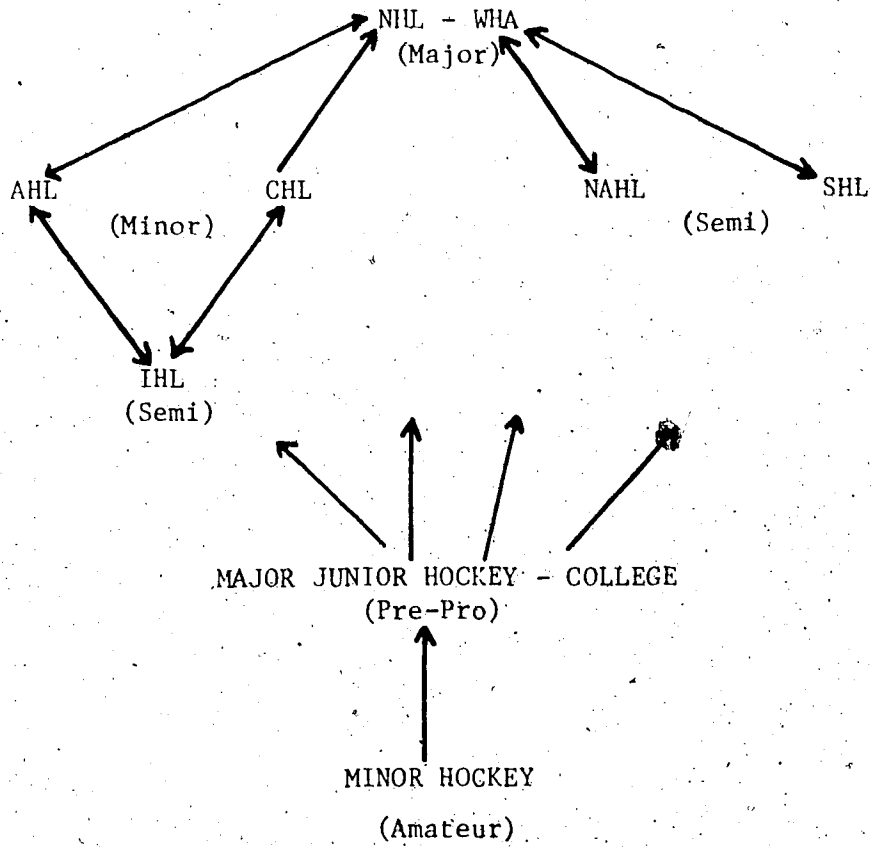 NHL - WHA
(Major)
AHL CHL NAHL SHL
(Minor) (Semi)
IHL
(Semi)
MAJOR JUNIOR HOCKEY - COLLEGE
(Pre-Pro)
MINOR HOCKEY
(Amateur)